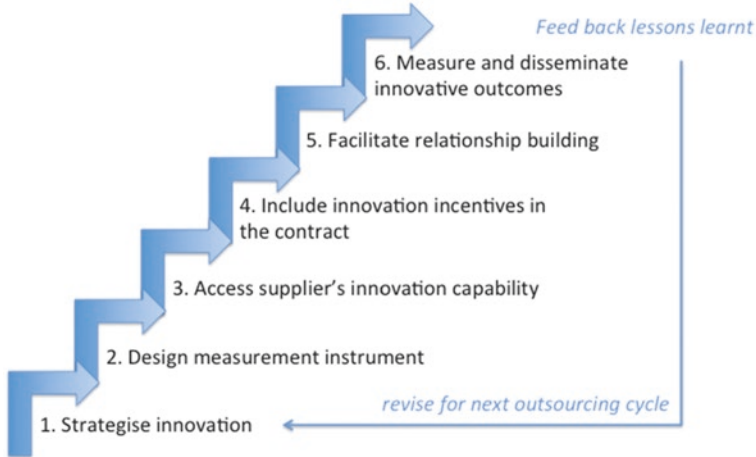 Feed back lessons learnt
6. Measure and disseminate
innovative outcomes
5. Facilitate relationship building
4. Include innovation incentives in
the contract
3. Access supplier’s innovation capability
2. Design measurement instrument
revise for next outsourcing cycle
1. Strategise innovation